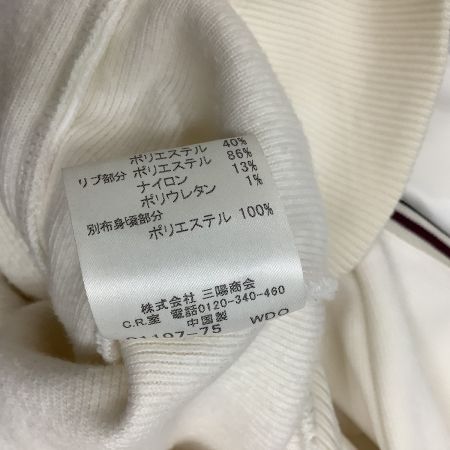 ポリエステル 40%
リブ部分 ポリエステル 86%
ナイロン 13%
ポリウレタン 1%
別布身頃部分
ポリエステル 100%
株式会社 三陽商会
C.R.室 電話0120-340-460
中国製
1197-75 WDO